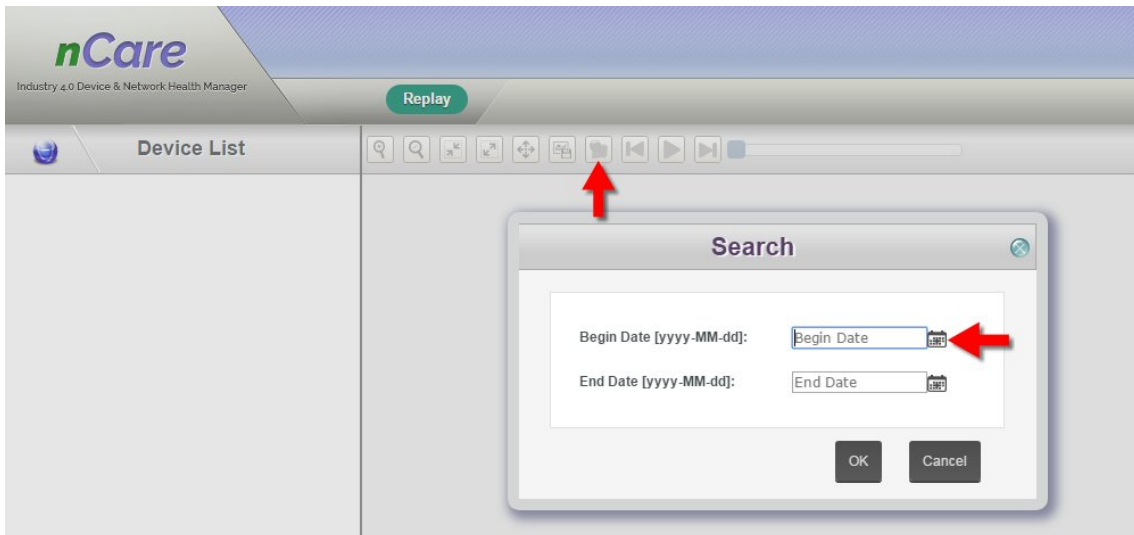 nCare
Industry 4.0 Device & Network Health Manager
Replay
Device List
Search
Begin Date [yyyy-MM-dd]: Begin Date
End Date [yyyy-MM-dd]: End Date
OK Cancel